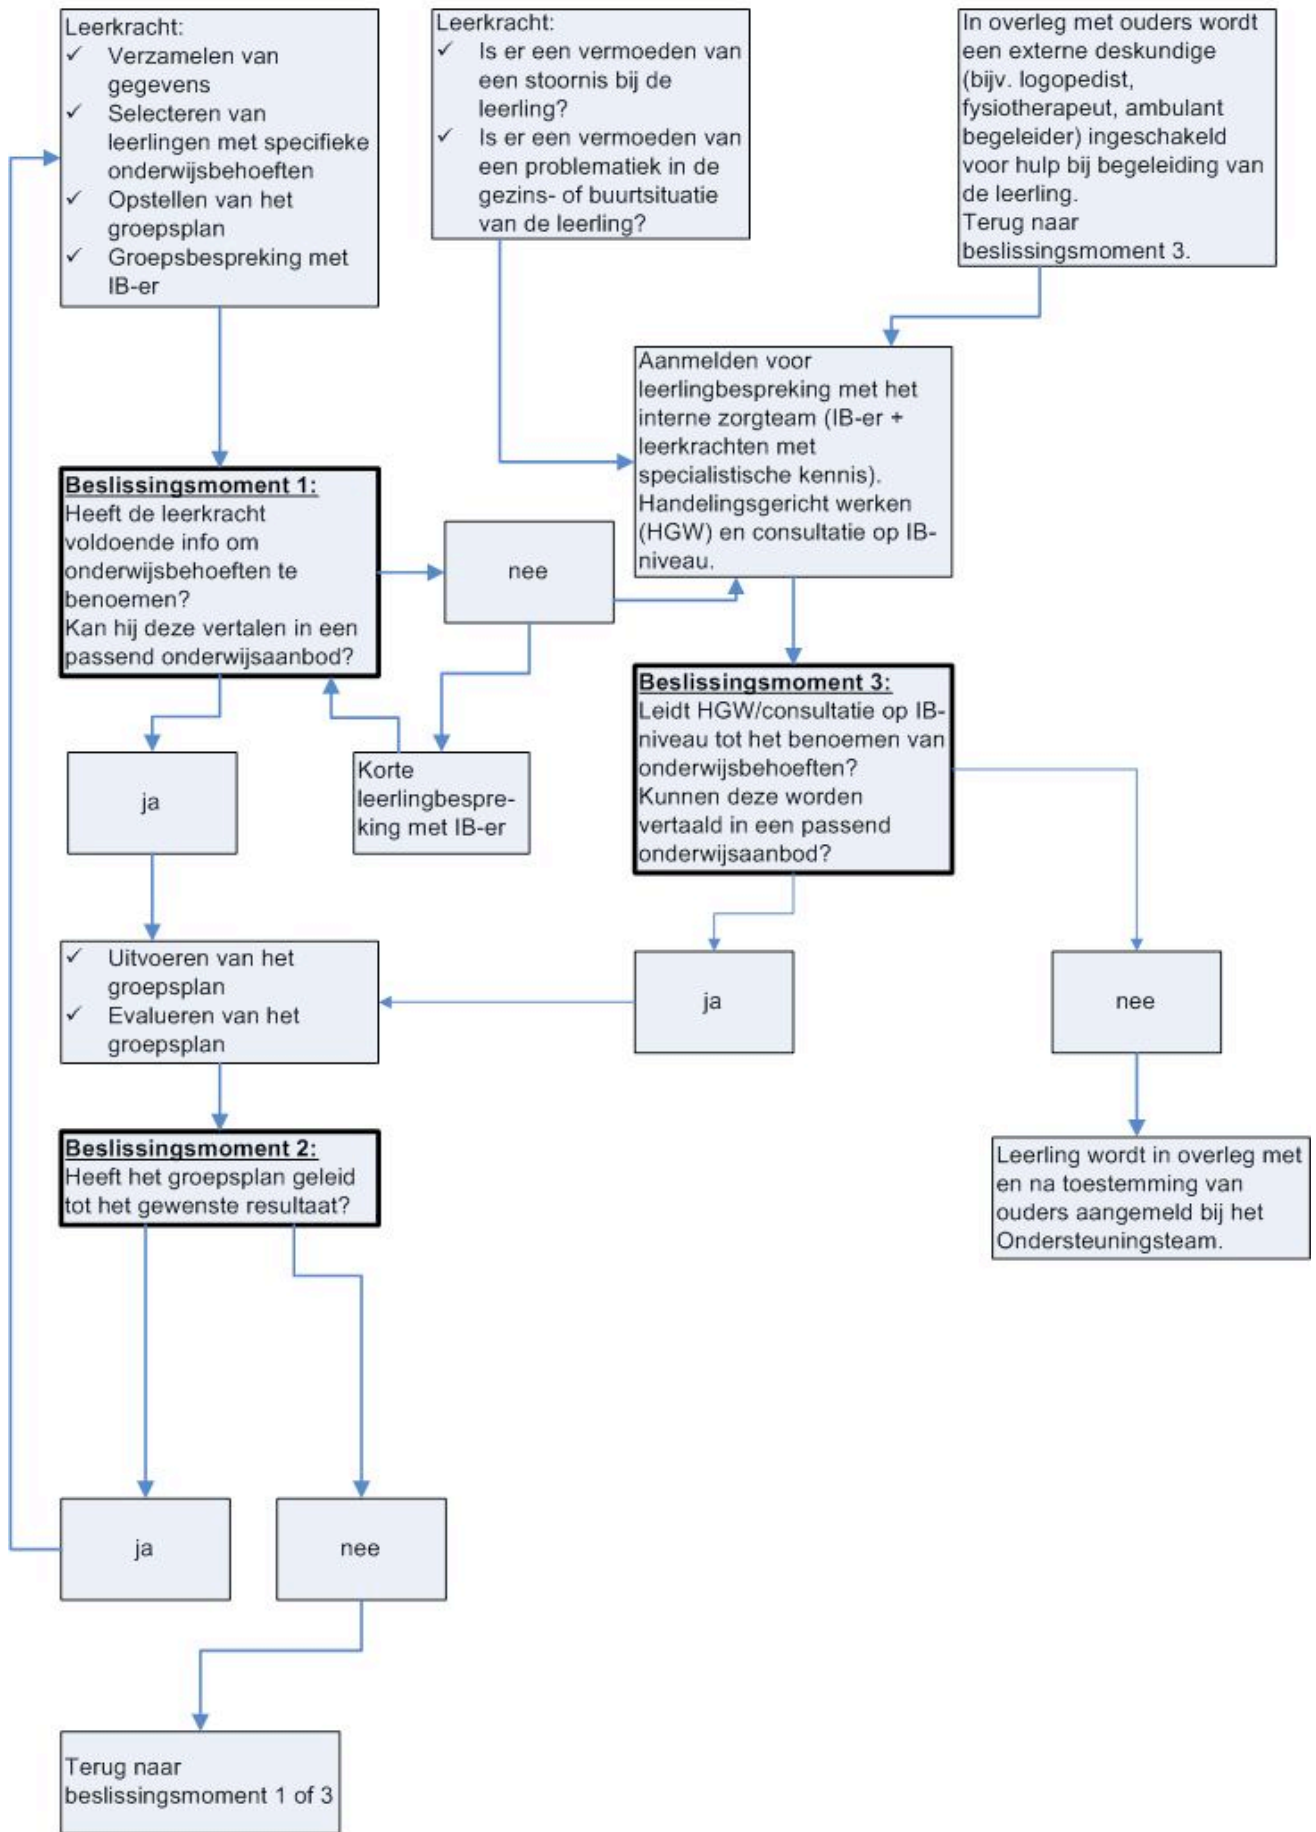 Leerkracht:
✓ Verzamelen van
gegevens
✓ Selecteren van
leerlingen met specifieke
onderwijsbehoeften
✓ Opstellen van het
groepsplan
✓ Groepsbespreking met
IB-er
Leerkracht:
✓ Is er een vermoeden van
een stoornis bij de
leerling?
✓ Is er een vermoeden van
een problematiek in de
gezins- of buurtsituatie
van de leerling?
In overleg met ouders wordt
een externe deskundige
(bijv. logopedist,
fysiotherapeut, ambulant
begeleider) ingeschakeld
voor hulp bij begeleiding van
de leerling.
Terug naar
beslissingsmoment 3.
Aanmelden voor
leerlingbespreking met het
interne zorgteam (IB-er +
leerkrachten met
specialistische kennis).
Handelingsgericht werken
(HGW) en consultatie op IB-
niveau.
Beslissingsmoment 1:
Heeft de leerkracht
voldoende info om
onderwijsbehoeften te
benoemen?
Kan hij deze vertalen in een
passend onderwijsaanbod?
nee
Beslissingsmoment 3:
Leidt HGW/consultatie op IB-
niveau tot het benoemen van
onderwijsbehoeften?
Kunnen deze worden
vertaald in een passend
onderwijsaanbod?
ja
Korte
leerlingbespre-
king met IB-er
✓ Uitvoeren van het
groepsplan
✓ Evalueren van het
groepsplan
ja
nee
Beslissingsmoment 2:
Heeft het groepsplan geleid
tot het gewenste resultaat?
Leerling wordt in overleg met
en na toestemming van
ouders aangemeld bij het
Ondersteuningsteam.
ja
nee
Terug naar
beslissingsmoment 1 of 3